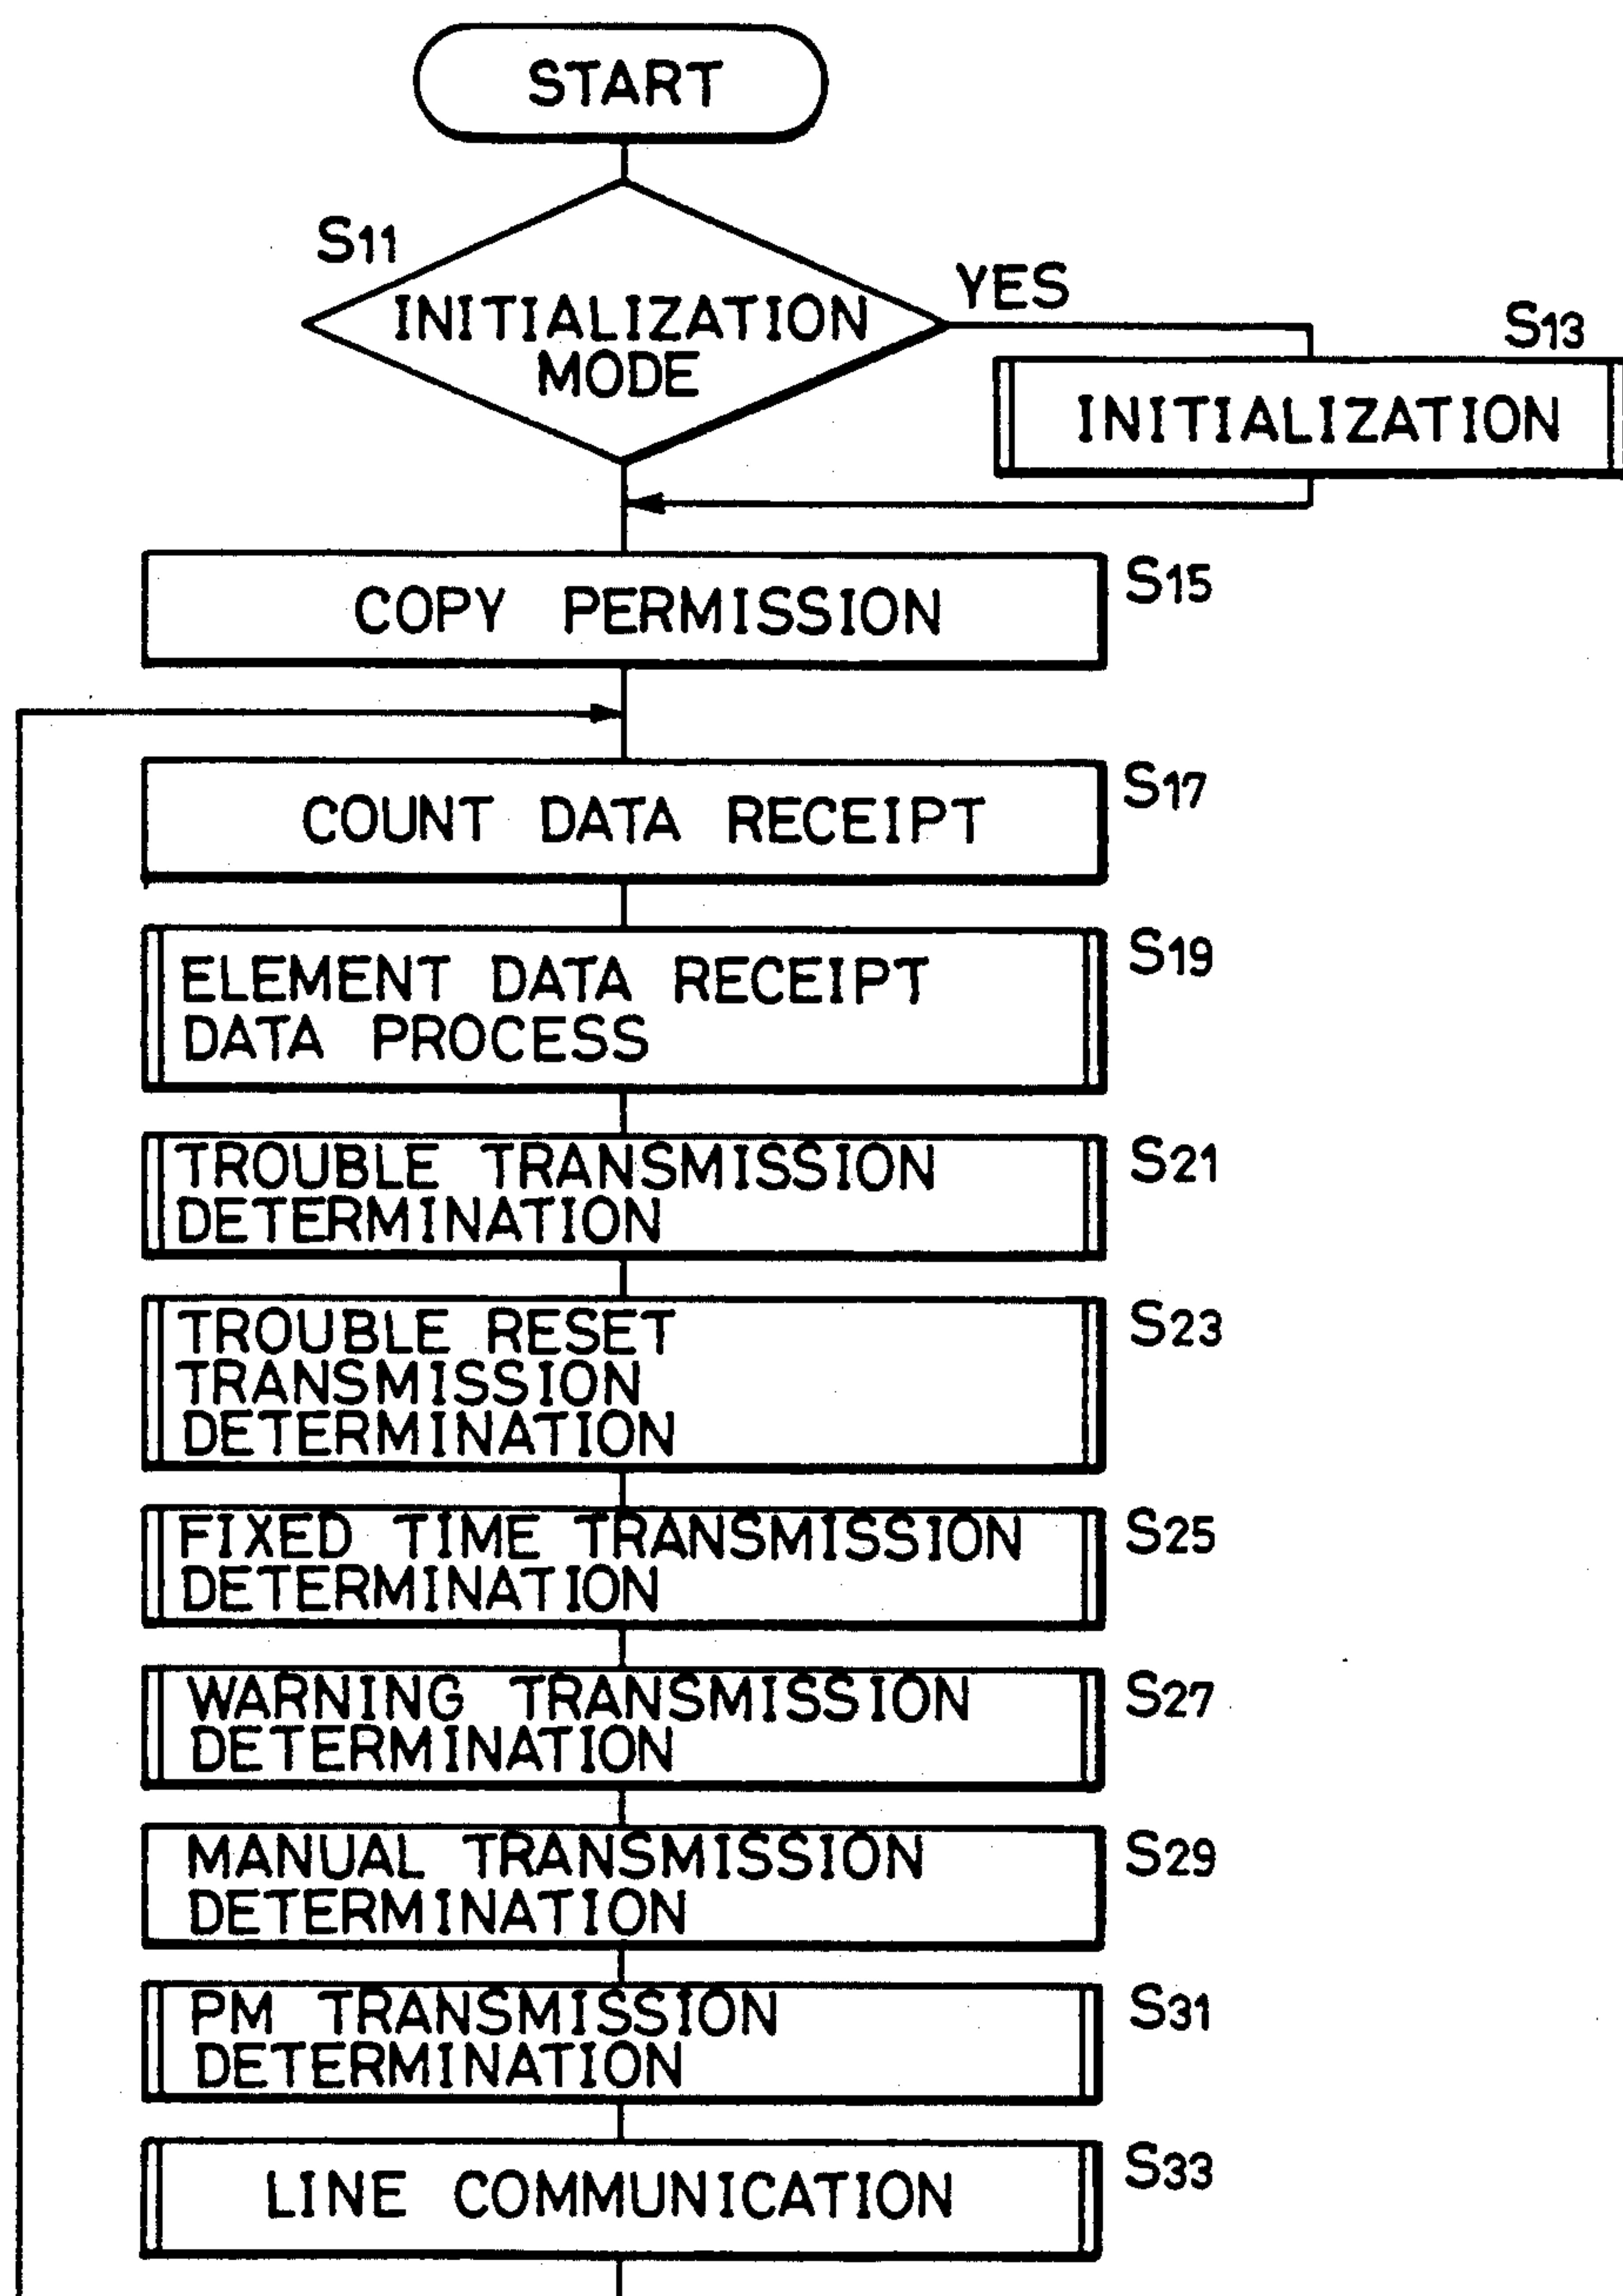 START
S11
INITIALIZATION
MODE
YES
S13
INITIALIZATION
COPY PERMISSION
S15
COUNT DATA RECEIPT
S17
ELEMENT DATA RECEIPT
DATA PROCESS
S19
TROUBLE TRANSMISSION
DETERMINATION
S21
TROUBLE RESET
TRANSMISSION
DETERMINATION
S23
FIXED TIME TRANSMISSION
DETERMINATION
S25
WARNING TRANSMISSION
DETERMINATION
S27
MANUAL TRANSMISSION
DETERMINATION
S29
PM TRANSMISSION
DETERMINATION
S31
LINE COMMUNICATION
S33